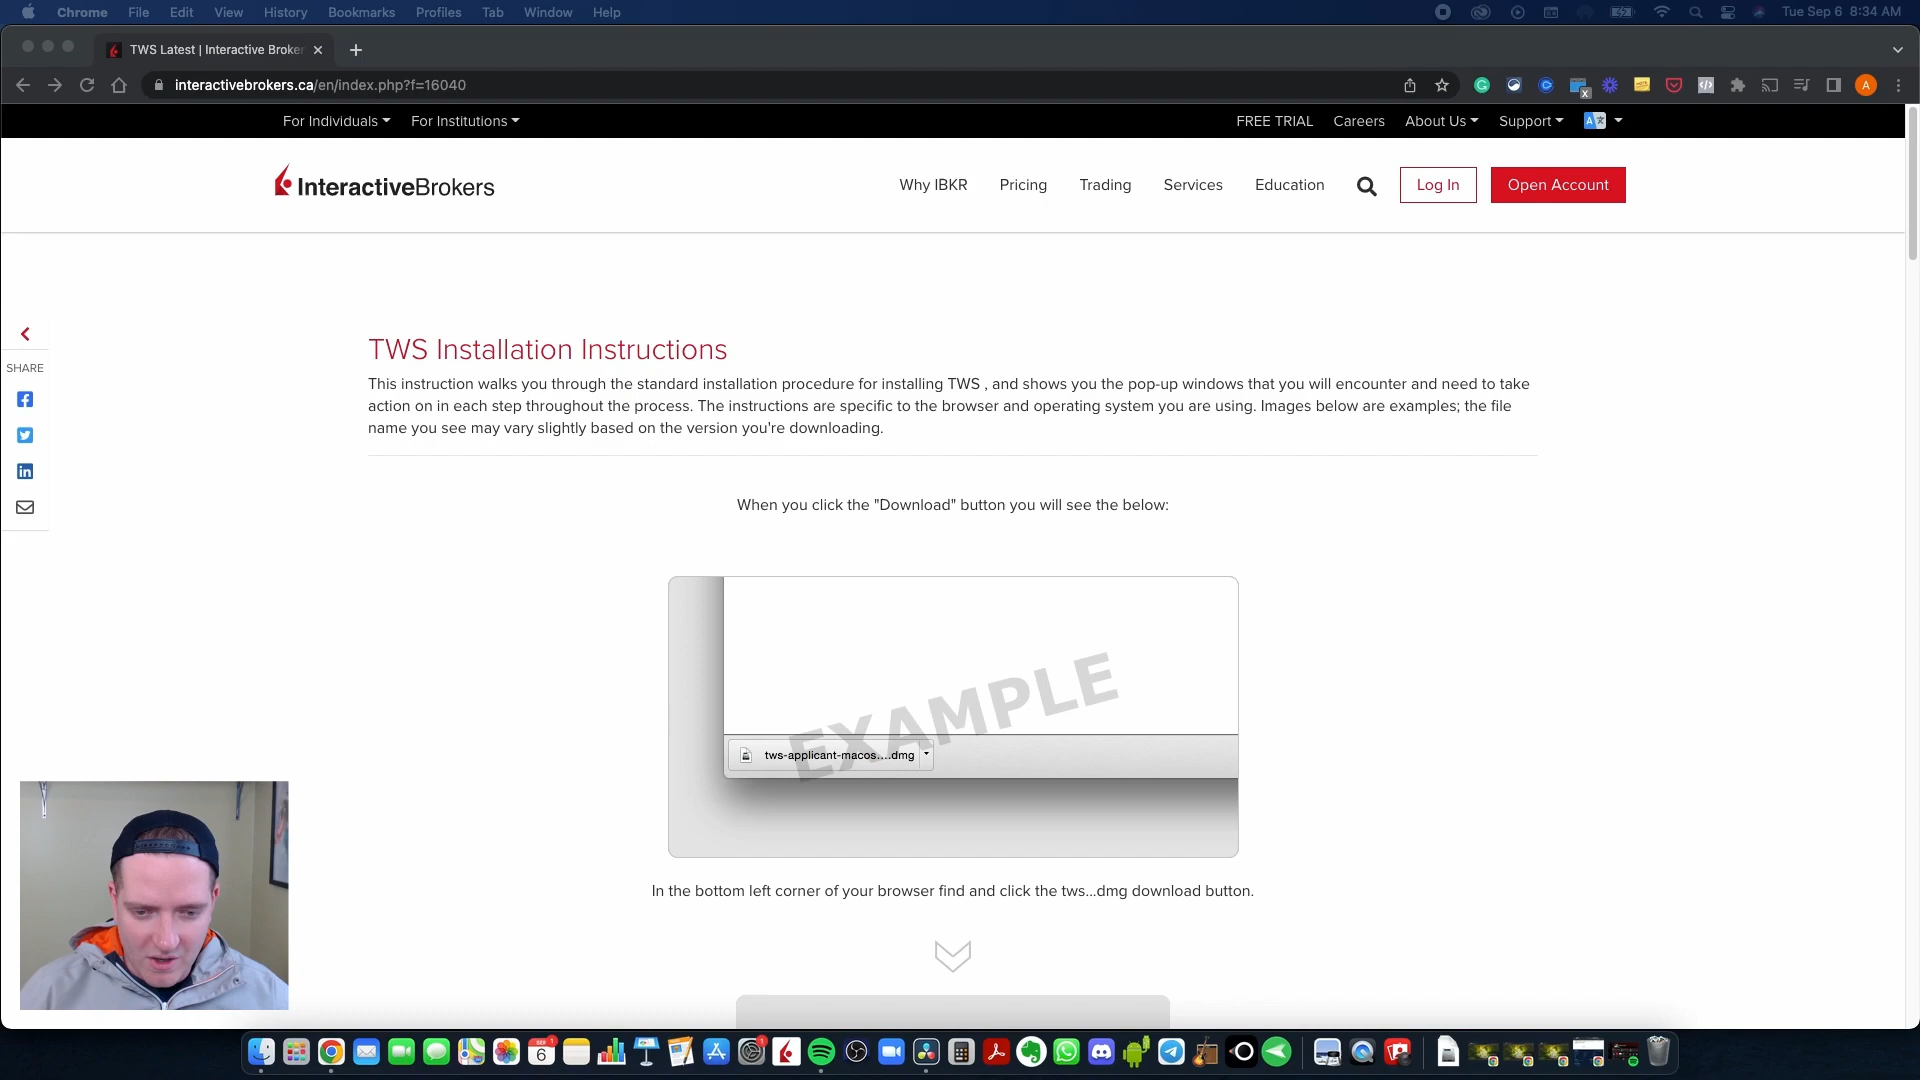 Chrome File Edit View History Bookmarks Profiles Tab Window Help
Tue Sep 6 8:34 AM
TWS Latest | Interactive Broker
interactivebrokers.ca/en/index.php?f=16040
A
For Individuals For Institutions
FREE TRIAL Careers About Us Support
InteractiveBrokers
Why IBKR Pricing Trading Services Education Log In Open Account
SHARE
TWS Installation Instructions
This instruction walks you through the standard installation procedure for installing TWS , and shows you the pop-up windows that you will encounter and need to take
action on in each step throughout the process. The instructions are specific to the browser and operating system you are using. Images below are examples; the file
name you see may vary slightly based on the version you're downloading.
When you click the "Download" button you will see the below:
EXAMPLE
tws-applicant-macos....dmg
In the bottom left corner of your browser find and click the tws...dmg download button.
SEP
6